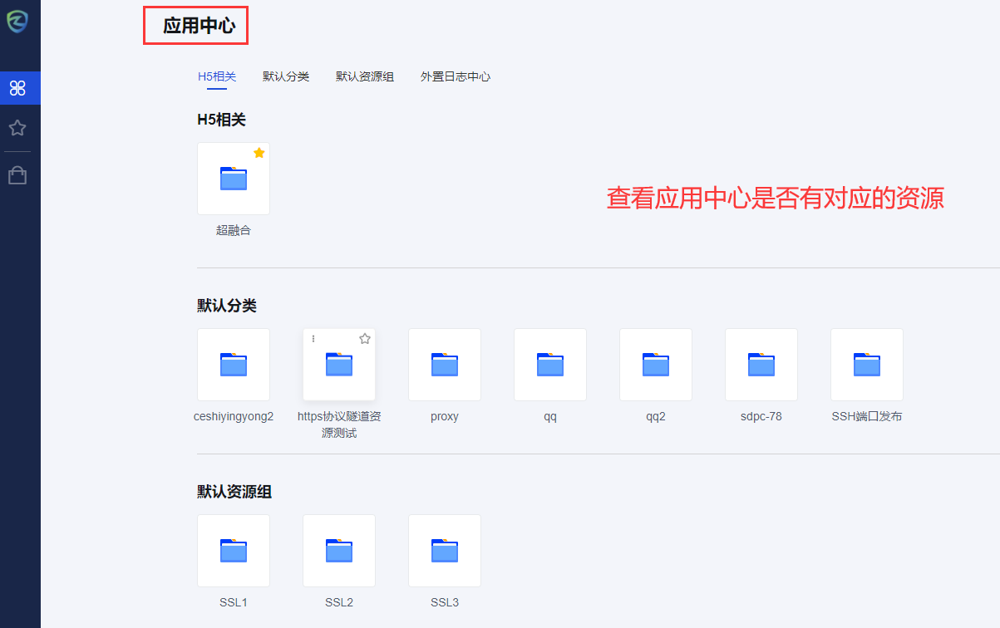 应用中心
H5相关 默认分类 默认资源组 外置日志中心
H5相关
超融合
查看应用中心是否有对应的资源
默认分类
ceshiyingyong2 https协议隧道资 proxy qq qq2 sdpc-78 SSH端口发布
源测试
默认资源组
SSL1 SSL2 SSL3